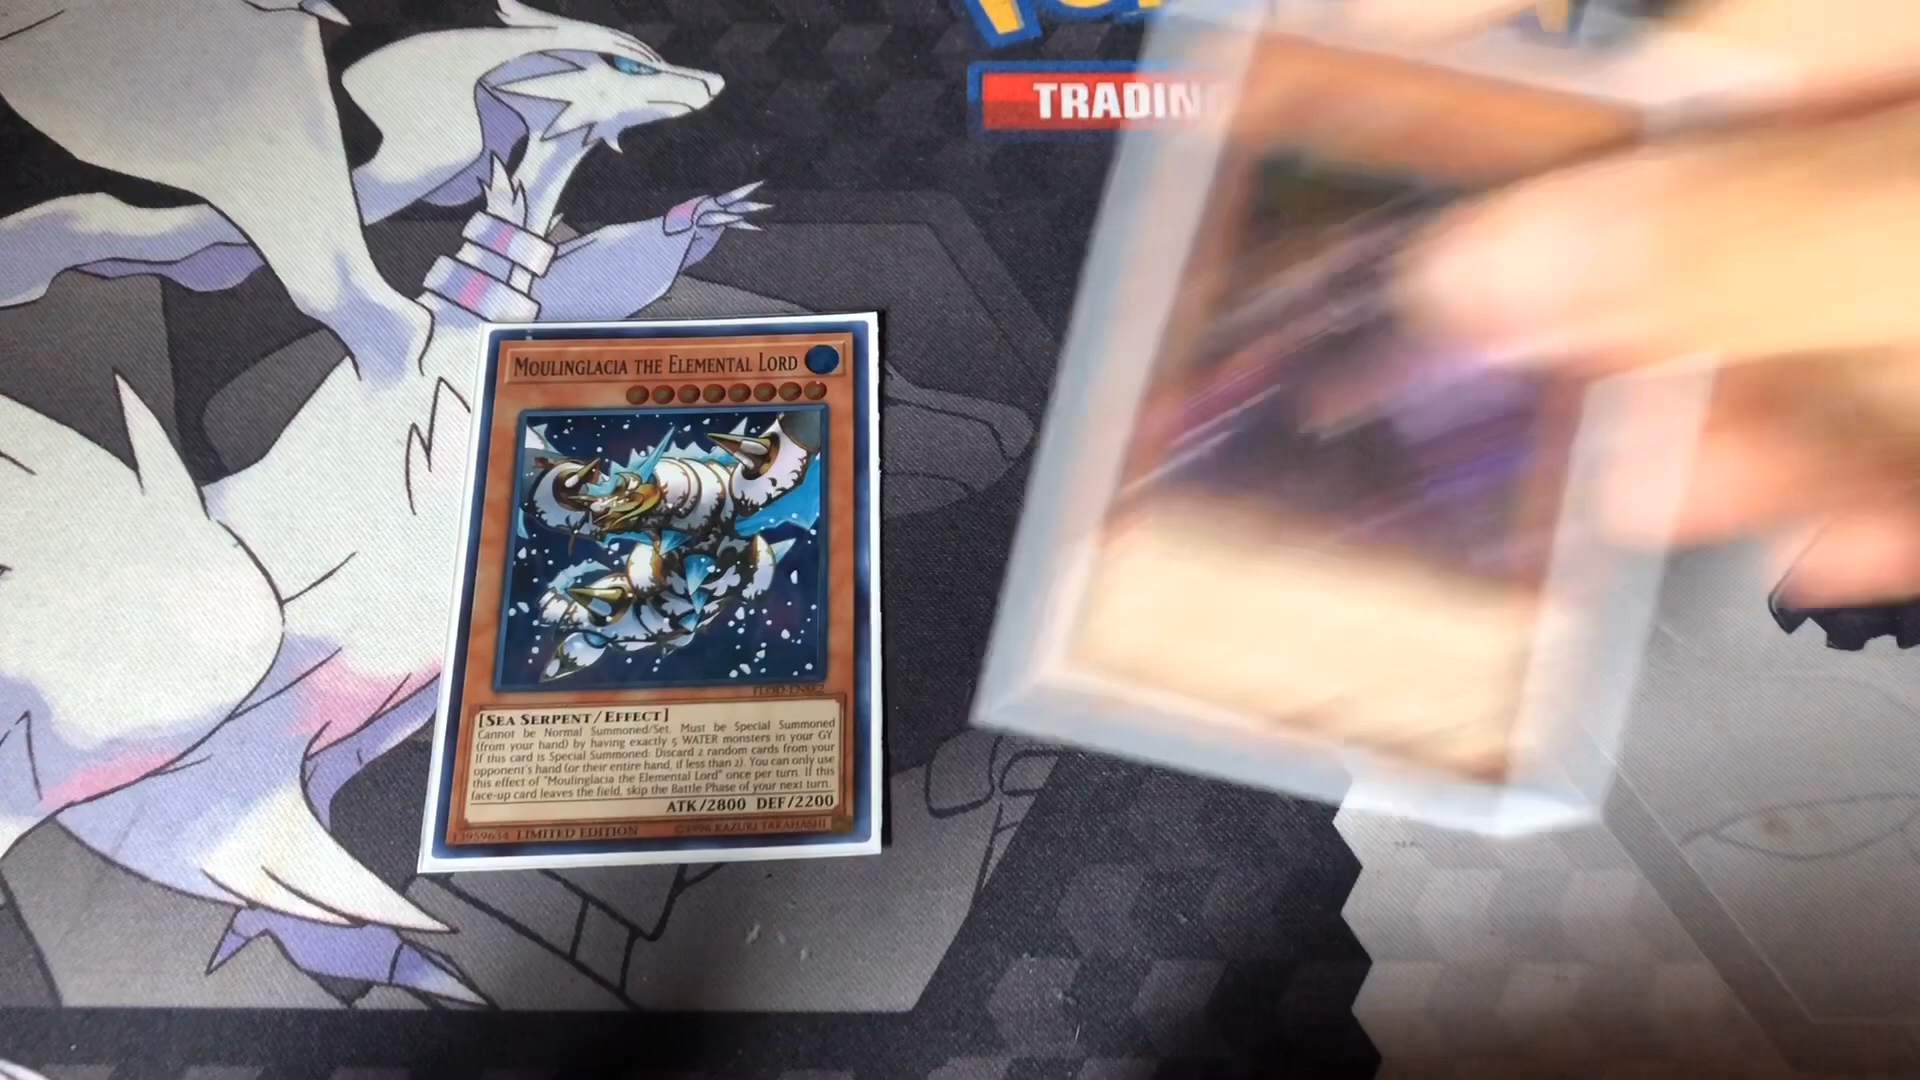 TRADING
MOULINGLACIA THE ELEMENTAL LORD
FLOD-ENSE2
[SEA SERPENT/EFFECT]
Cannot be Normal Summoned/Set. Must be Special Summoned
(from your hand) by having exactly 5 WATER monsters in your GY
If this card is Special Summoned: Discard 2 random cards from your
opponent's hand (or their entire hand, if less than 2). You can only use
this effect of "Moulinglacia the Elemental Lord" once per turn. If this
face-up card leaves the field, skip the Battle Phase of your next turn.
ATK/2800 DEF/2200
13959634 LIMITED EDITION ©1996 KAZUKI TAKAHASHI